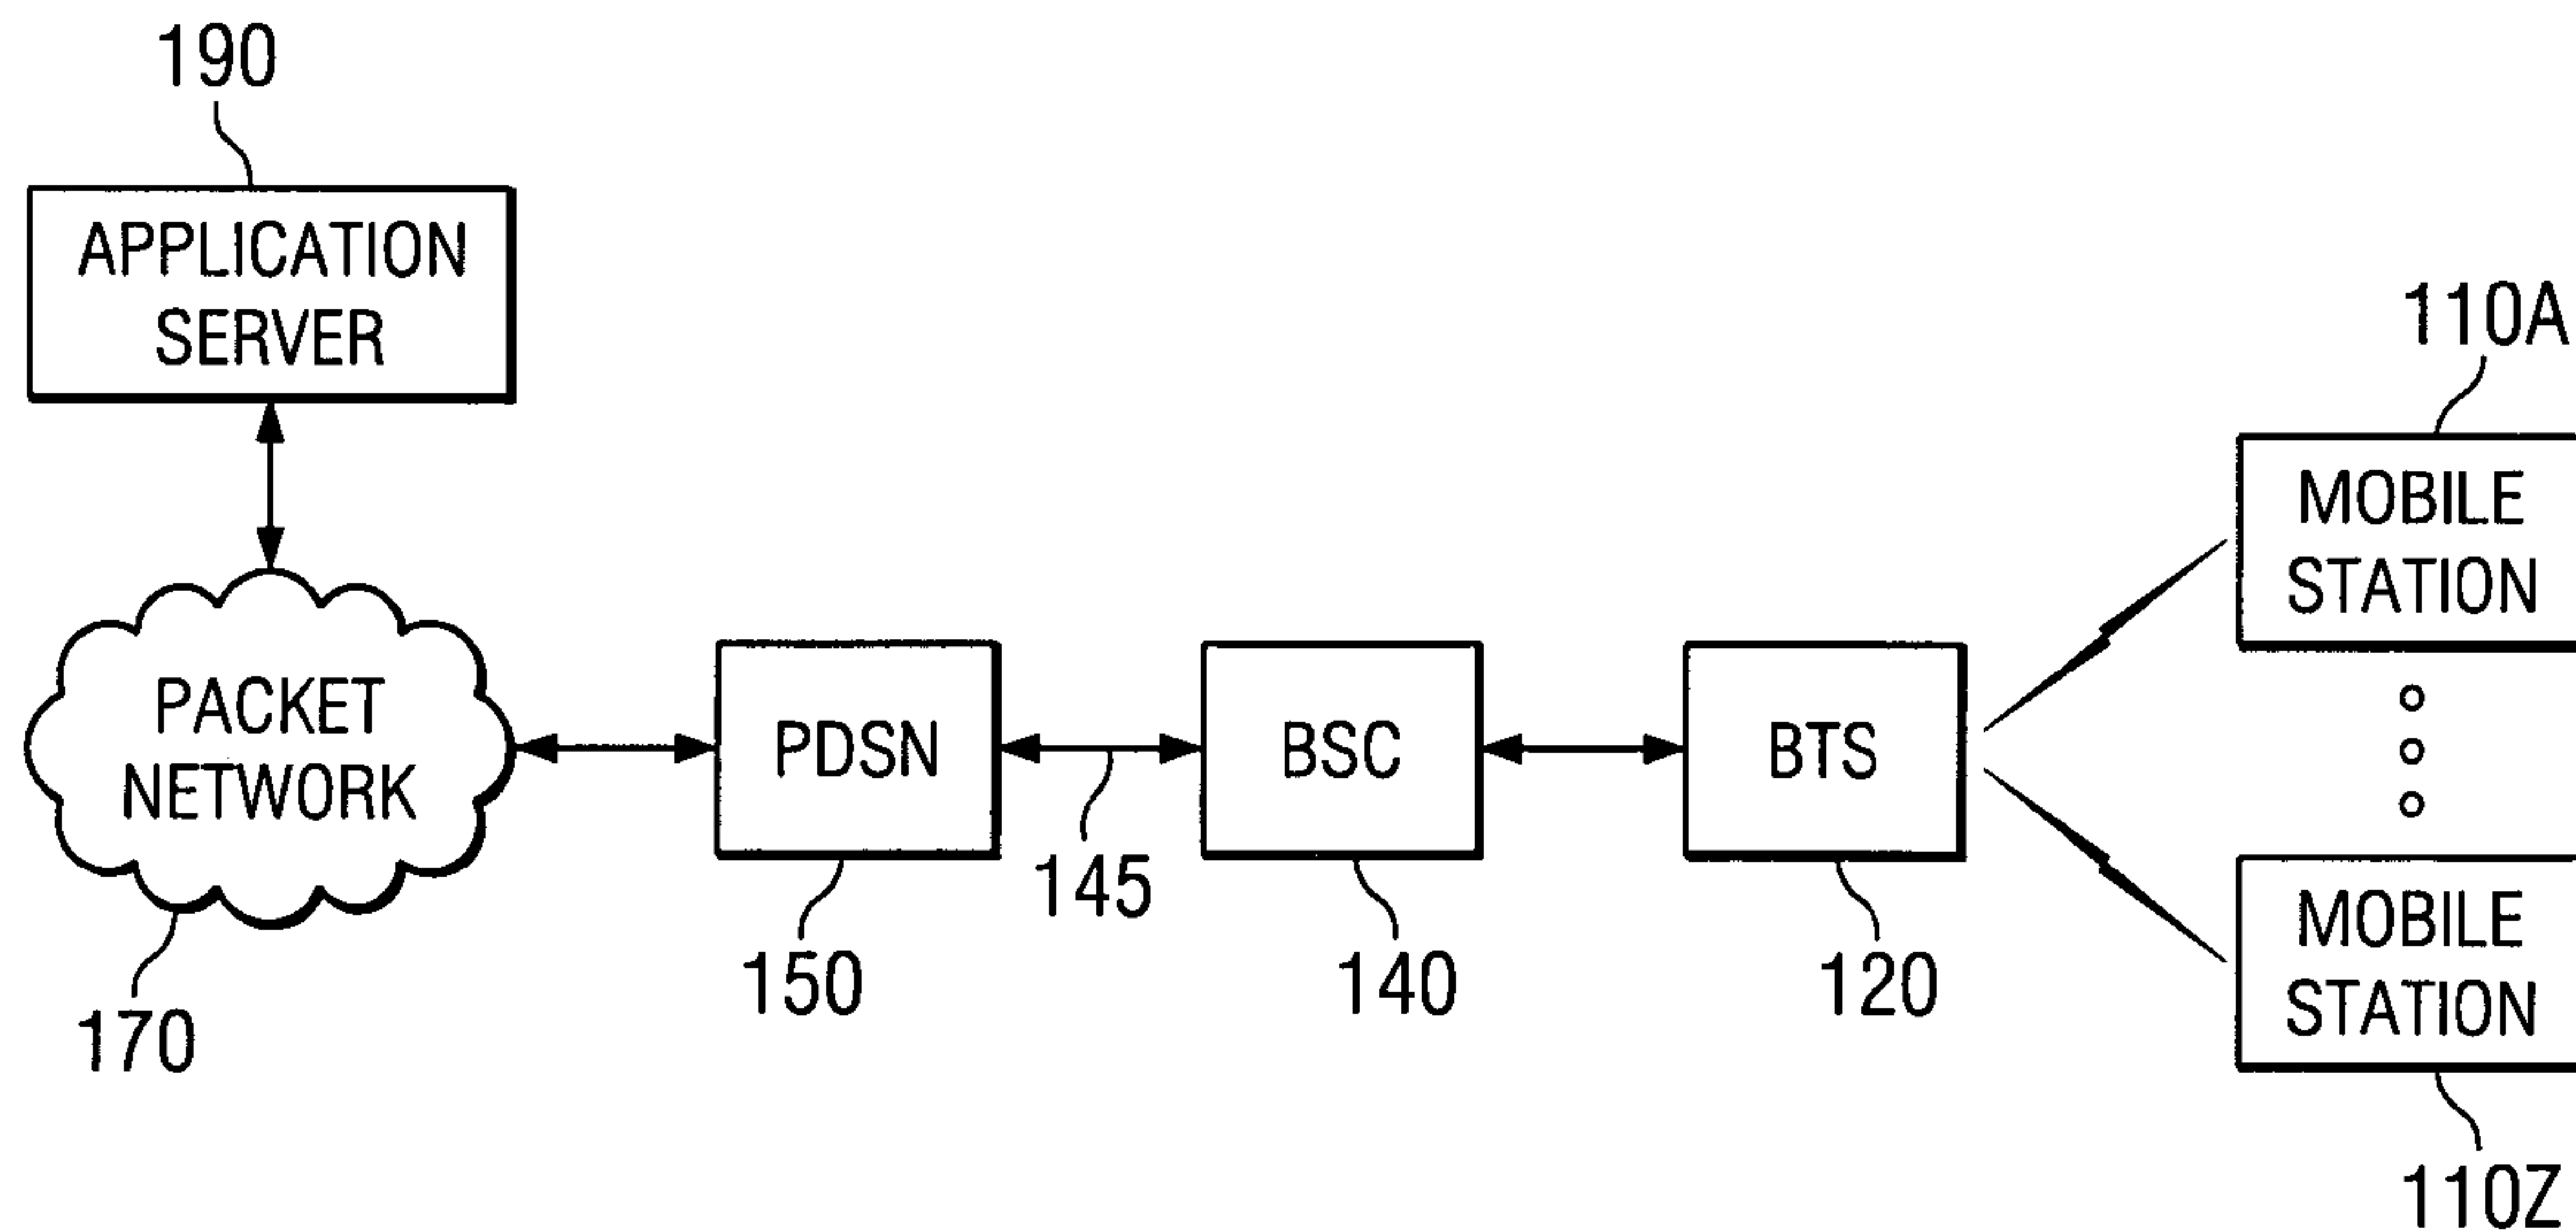 190
APPLICATION
SERVER
110A
MOBILE
STATION
PACKET
NETWORK
PDSN
BSC
BTS
145
150
140
120
170
MOBILE
STATION
110Z